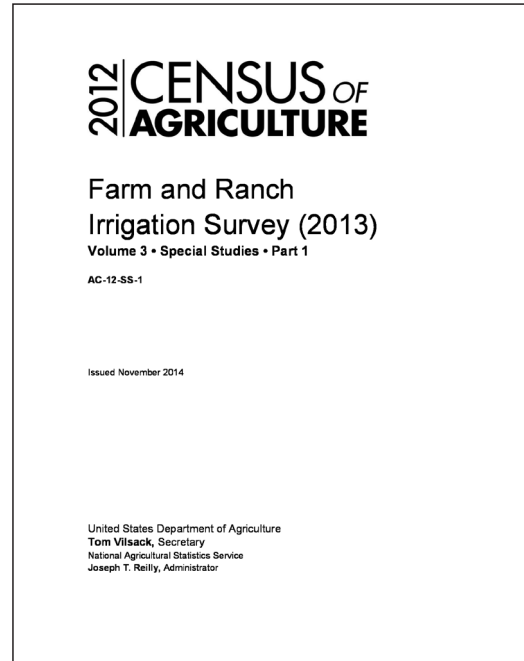 2012 CENSUS OF
AGRICULTURE
Farm and Ranch
Irrigation Survey (2013)
Volume 3 • Special Studies • Part 1
AC-12-SS-1
Issued November 2014
United States Department of Agriculture
Tom Vilsack, Secretary
National Agricultural Statistics Service
Joseph T. Reilly, Administrator